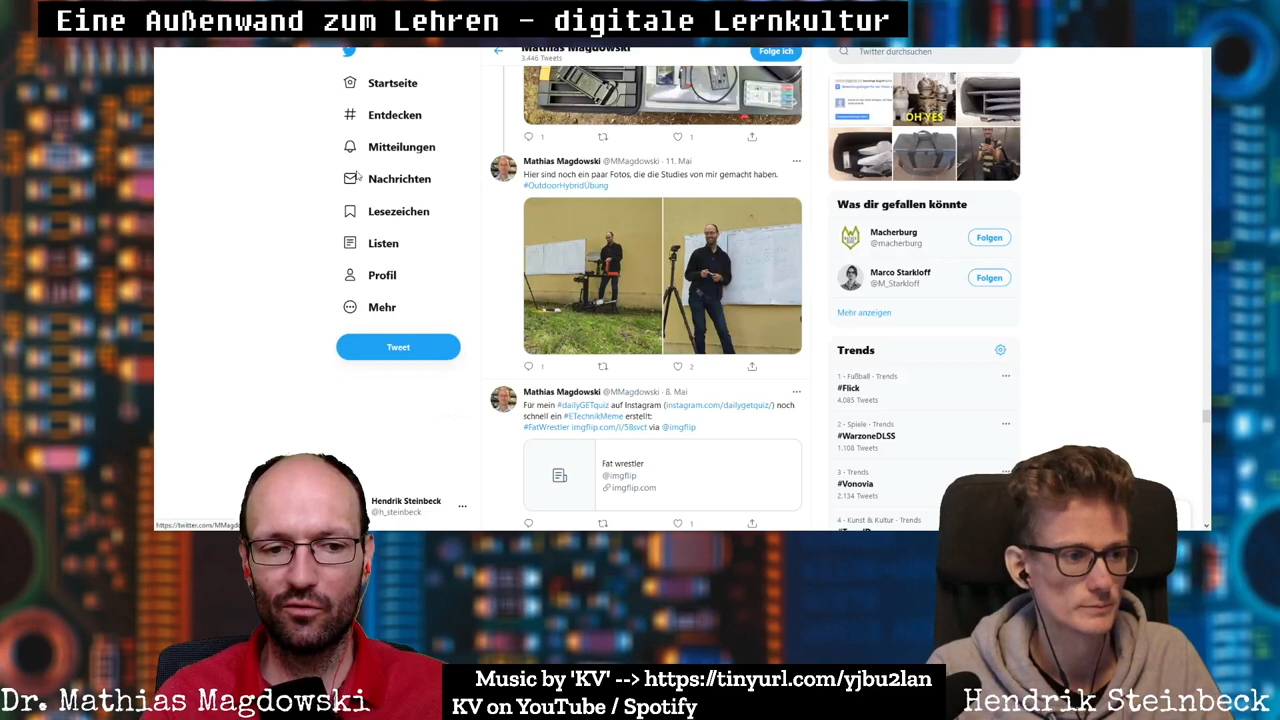 Eine Außenwand zum Lehren - digitale Lernkultur
Mathias Magdowski
3.446 Tweets
Folge ich
Twitter durchsuchen
Startseite
Entdecken
Mitteilungen
Nachrichten
Lesezeichen
Listen
Profil
Mehr
Tweet
Hendrik Steinbeck
@h_steinbeck
1
1
Mathias Magdowski @MMagdowski · 11. Mai
Hier sind noch ein paar Fotos, die die Studies von mir gemacht haben.
#OutdoorHybridÜbung
1
2
Mathias Magdowski @MMagdowski · 8. Mai
Für mein #dailyGETquiz auf Instagram (instagram.com/dailygetquiz/) noch
schnell ein #ETechnikMeme erstellt:
#FatWrestler imgflip.com/i/58svct via @imgflip
Fat wrestler
@imgflip
imgflip.com
1
OH YES
Was dir gefallen könnte
Macherburg
@macherburg
Folgen
Marco Starkloff
@M_Starkloff
Folgen
Mehr anzeigen
Trends
1 · Fußball · Trends
#Flick
4.085 Tweets
2 · Spiele · Trends
#WarzoneDLSS
1.108 Tweets
3 · Trends
#Vonovia
2.134 Tweets
4 · Kunst & Kultur · Trends
Dr. Mathias Magdowski
Music by 'KV' --> https://tinyurl.com/yjbu2lan
KV on YouTube / Spotify
Hendrik Steinbeck